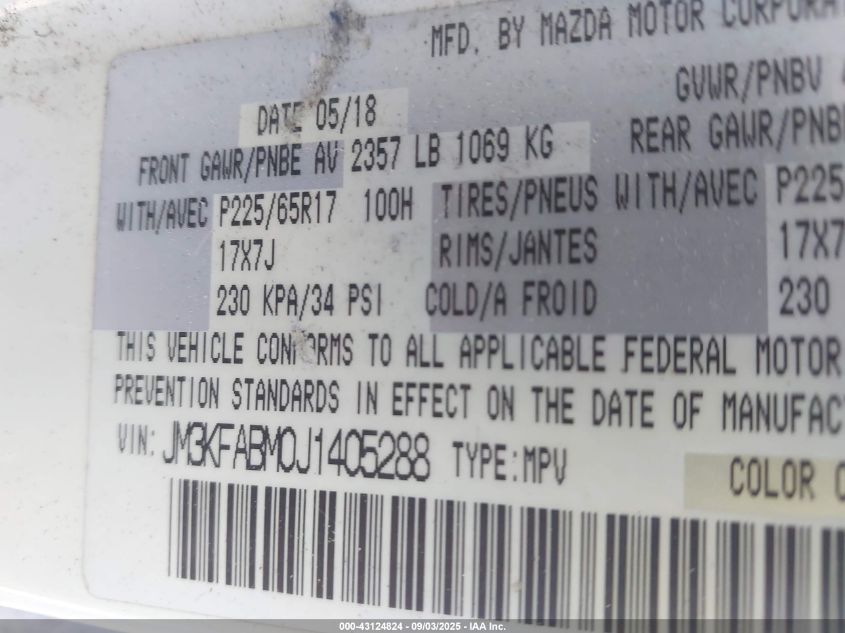 MFD. BY MAZDA MOTOR
DATE 05/18
GVWR/PNBV
FRONT GAWR/PNBE AV 2357 LB 1069 KG
REAR GAWR/PNBE
WITH/AVEC P225/65R17 100H TIRES/PNEUS WITH/AVEC P225
17X7J RIMS/JANTES 17X7
230 KPA/34 PSI COLD/A FROID 230
THIS VEHICLE CONFORMS TO ALL APPLICABLE FEDERAL MOTOR
PREVENTION STANDARDS IN EFFECT ON THE DATE OF MANUFAC
VIN: JM3KFABM0J1405288 TYPE:MPV
COLOR
000-43124824 - 09/03/2025 - IAA Inc.